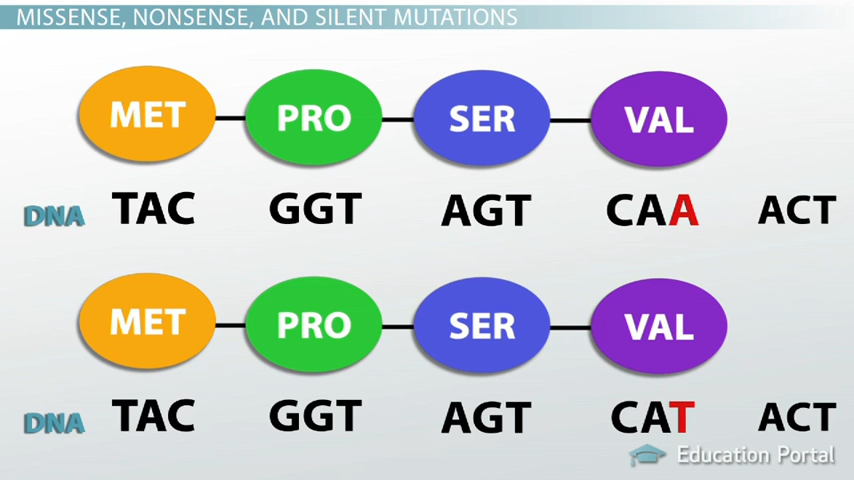 MISSENSE, NONSENSE, AND SILENT MUTATIONS
MET PRO SER VAL
DNA TAC GGT AGT CAA ACT
MET PRO SER VAL
DNA TAC GGT AGT CAT ACT
Education Portal